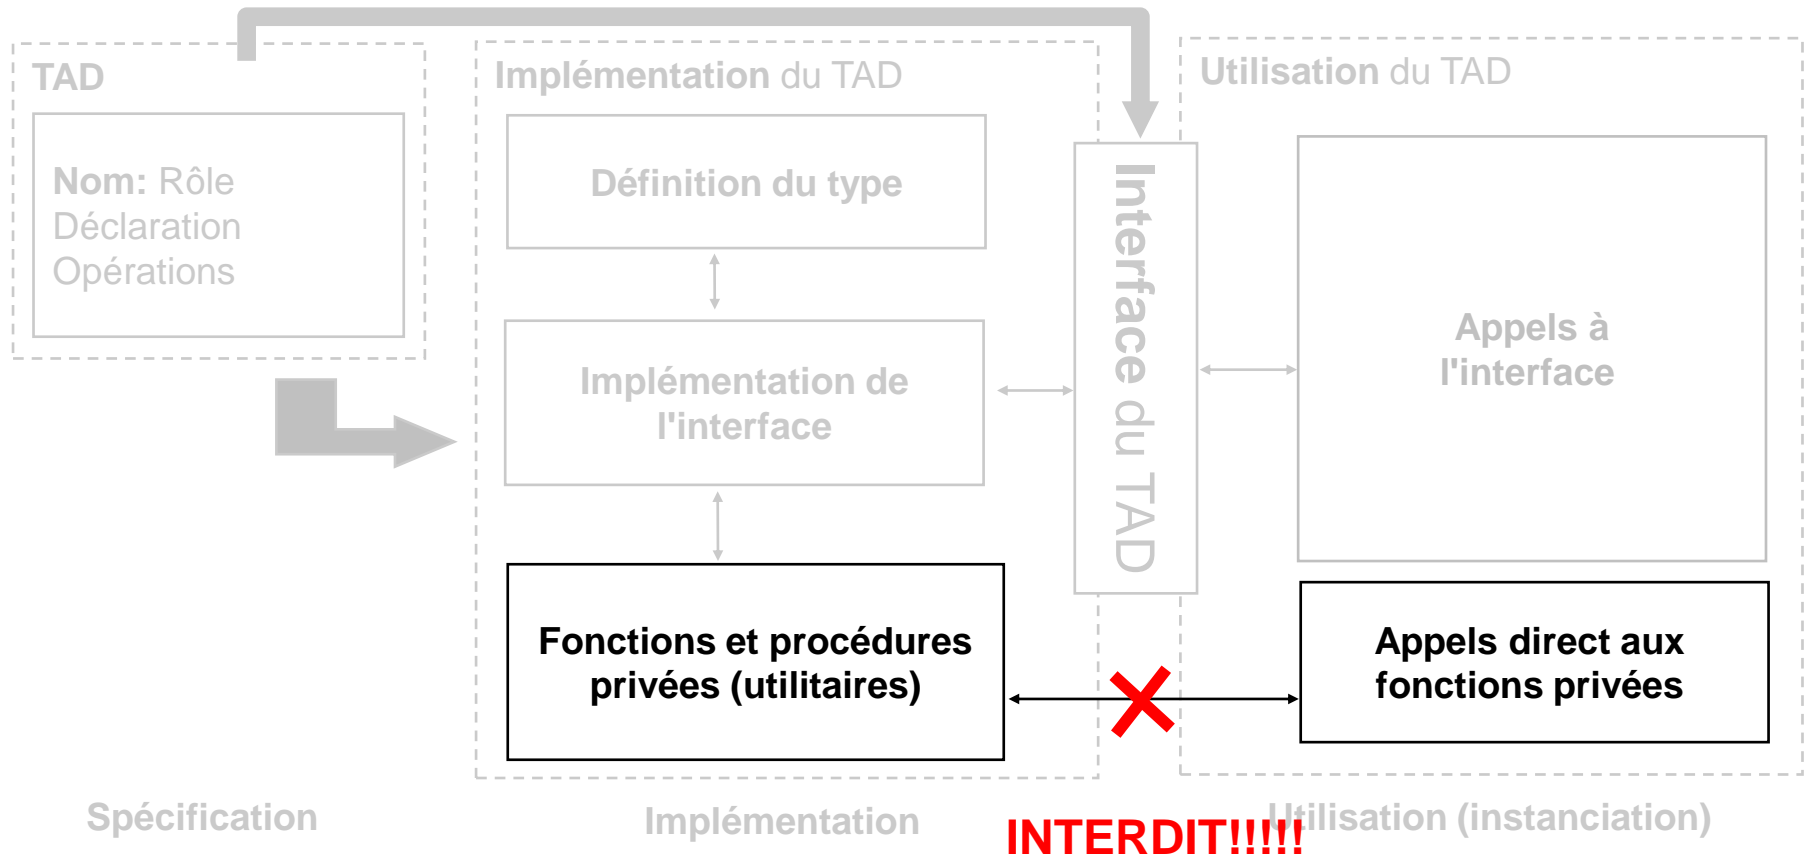 TAD
Nom: Rôle
Déclaration
Opérations
Implémentation du TAD
Définition du type
Implémentation de
l'interface
Fonctions et procédures
privées (utilitaires)
Interface du TAD
Utilisation du TAD
Appels à
l'interface
Appels direct aux
fonctions privées
Spécification
Implémentation
INTERDIT!!!!!
Utilisation (instanciation)